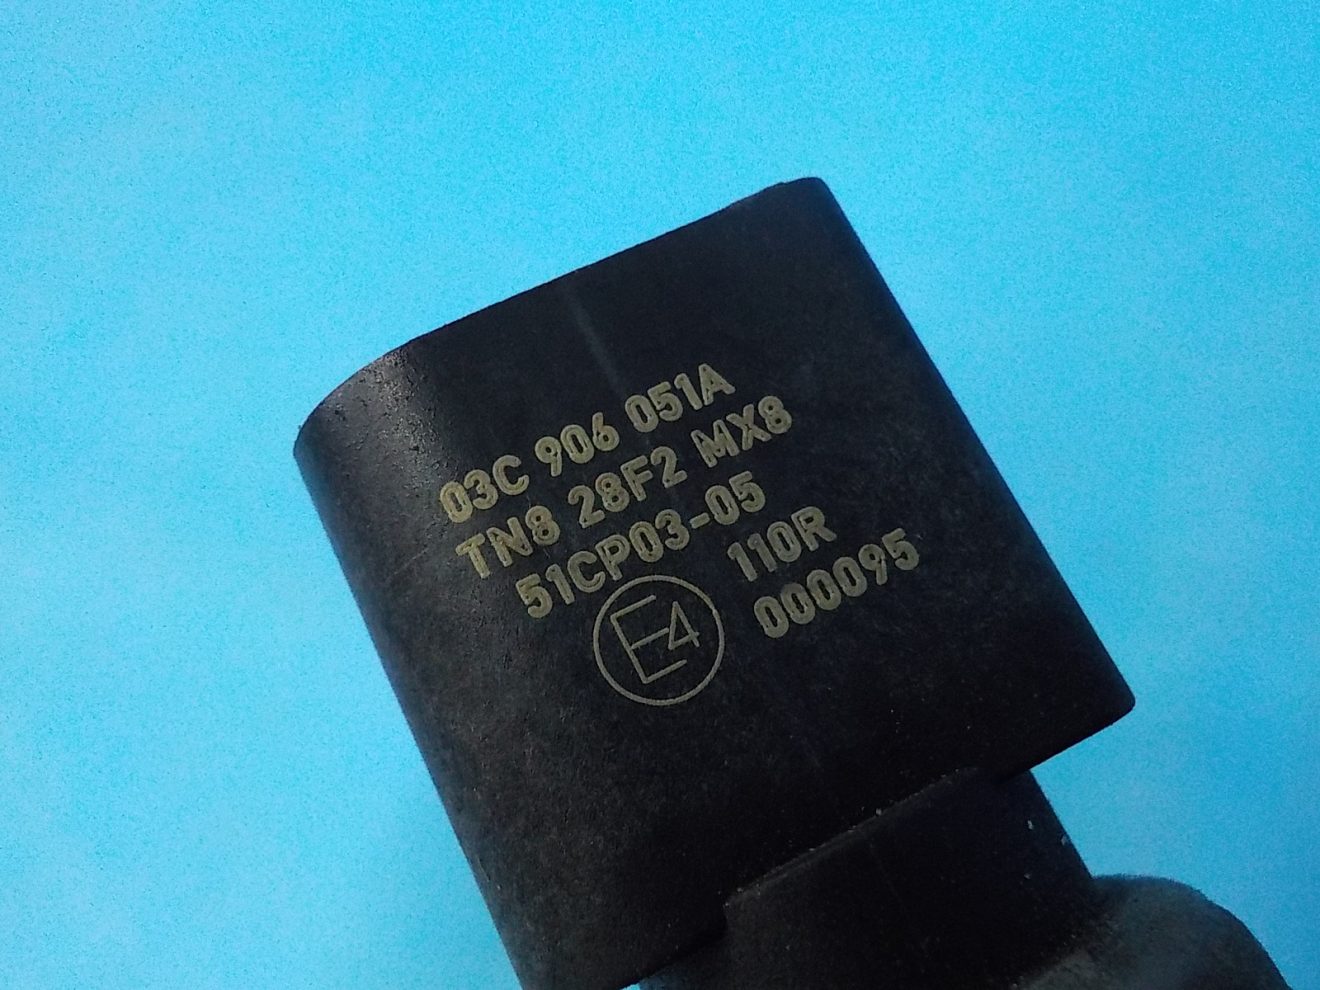 03C 906 051A
TN8 28F2 MX8
51CP03-05
E4 110R
000095